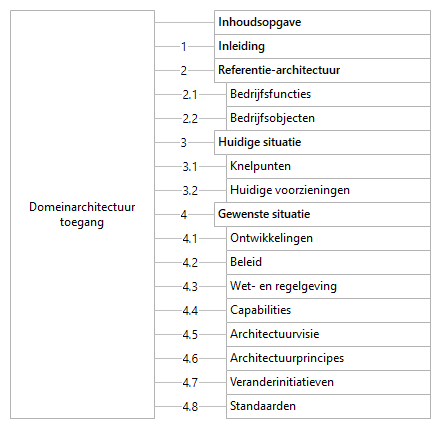 Domeinarchitectuur
toegang
Inhoudsopgave
1 Inleiding
2 Referentie-architectuur
2.1 Bedrijfsfuncties
2.2 Bedrijfsobjecten
3 Huidige situatie
3.1 Knelpunten
3.2 Huidige voorzieningen
4 Gewenste situatie
4.1 Ontwikkelingen
4.2 Beleid
4.3 Wet- en regelgeving
4.4 Capabilities
4.5 Architectuurvisie
4.6 Architectuurprincipes
4.7 Veranderinitiatieven
4.8 Standaarden